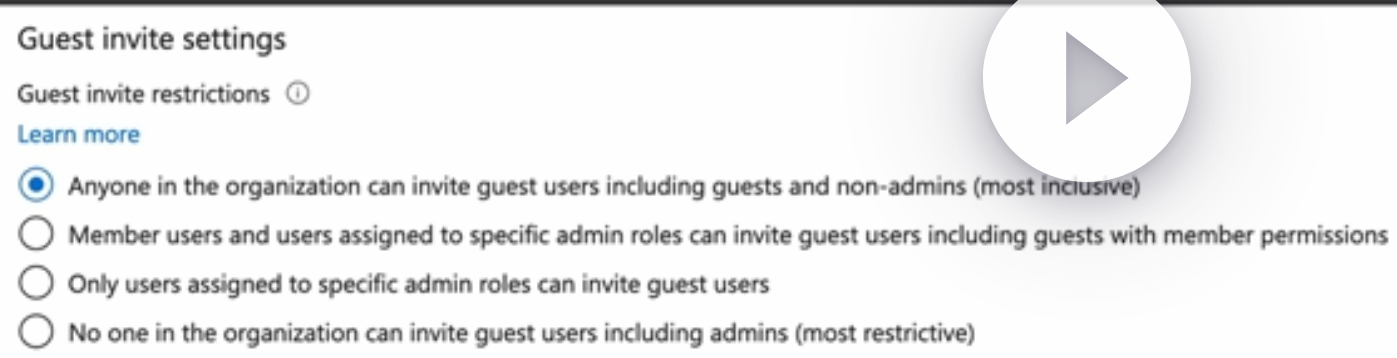 Guest invite settings
Guest invite restrictions
Learn more
Anyone in the organization can invite guest users including guests and non-admins (most inclusive)
Member users and users assigned to specific admin roles can invite guest users including guests with member permissions
Only users assigned to specific admin roles can invite guest users
No one in the organization can invite guest users including admins (most restrictive)